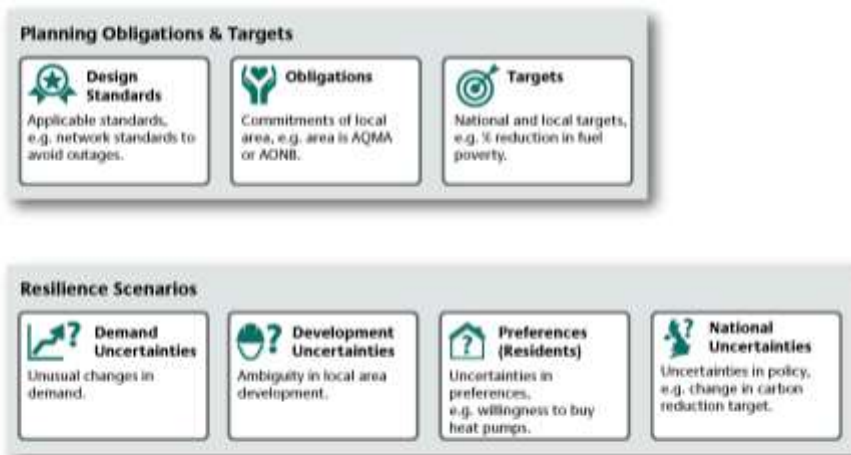 Planning Obligations & Targets
Design
Standards
Applicable standards,
e.g. network standards to
avoid outages.
Obligations
Commitments of local
area, e.g. area is AQMA
or AONB.
Targets
National and local targets,
e.g. % reduction in fuel
poverty.
Resilience Scenarios
?
Demand
Uncertainties
Unusual changes in
demand.
?
Development
Uncertainties
Ambiguity in local area
development.
?
Preferences
(Residents)
Uncertainties in
preferences,
e.g. willingness to buy
heat pumps.
?
National
Uncertainties
Uncertainties in policy,
e.g. change in carbon
reduction target.